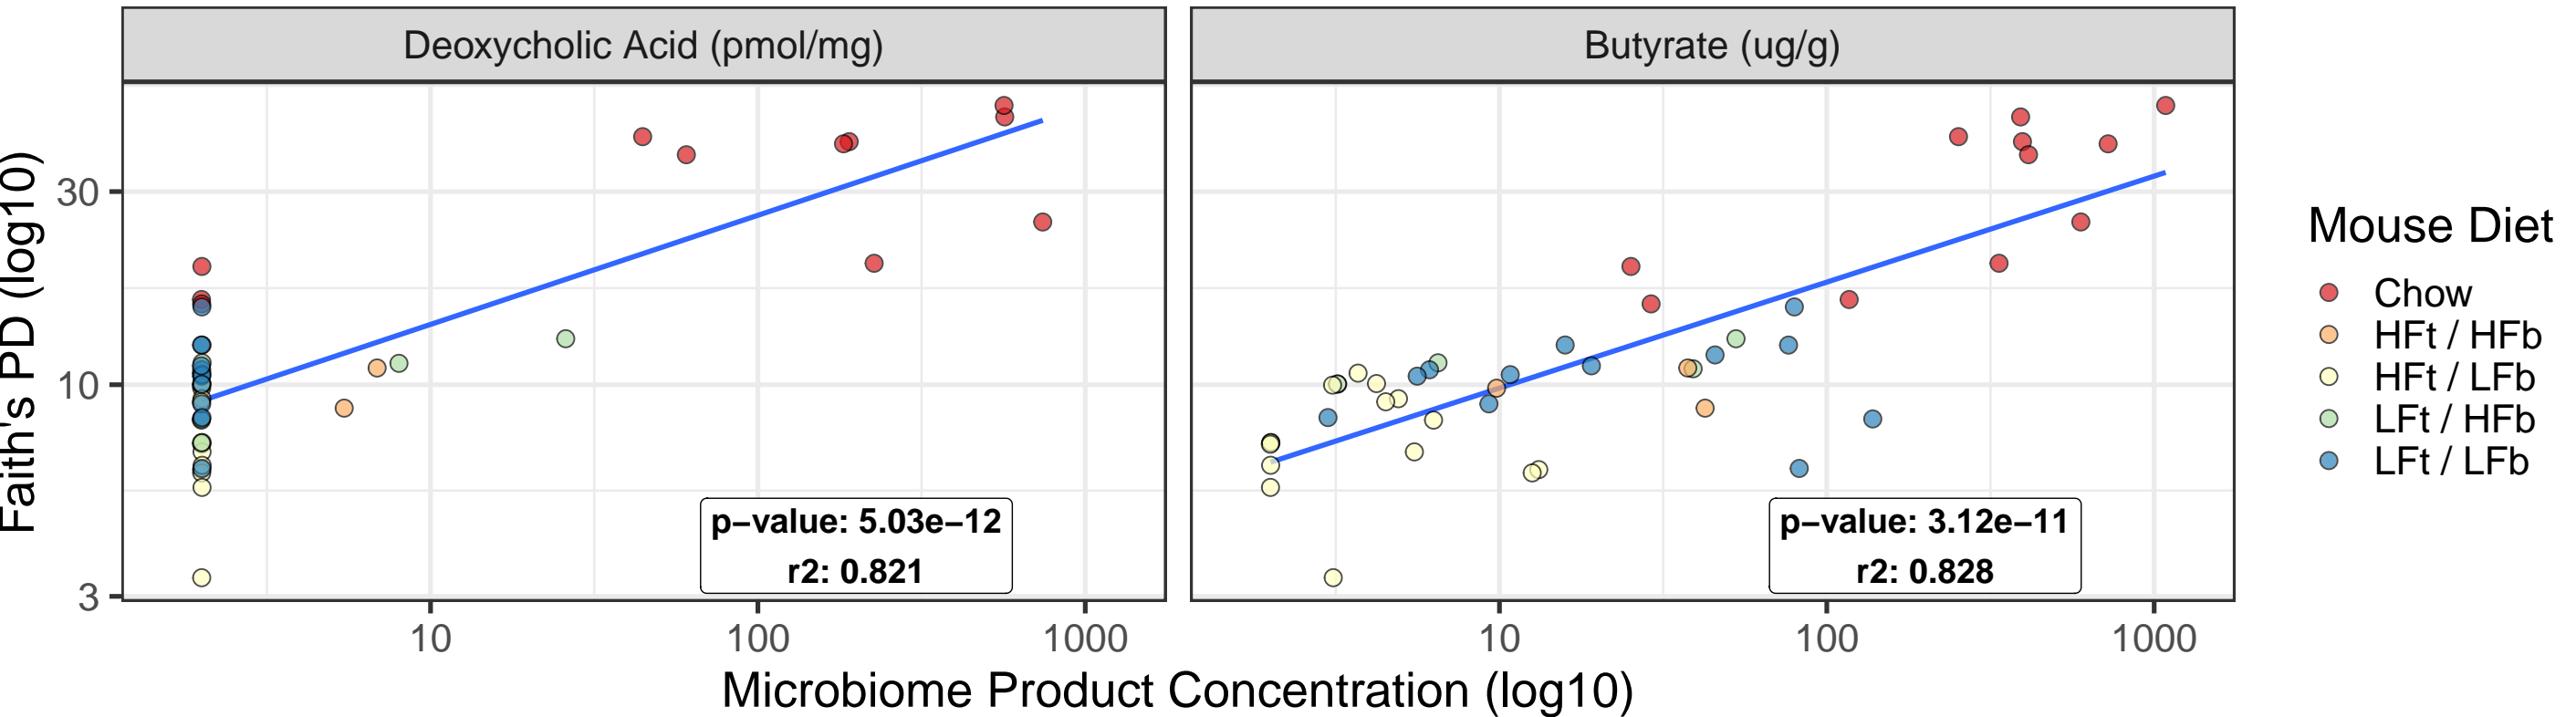 Deoxycholic Acid (pmol/mg)
Butyrate (ug/g)
Faith's PD (log10)
30
10
3
p−value: 5.03e−12
r2: 0.821
p−value: 3.12e−11
r2: 0.828
10
100
1000
10
100
1000
Microbiome Product Concentration (log10)
Mouse Diet
Chow
HFt / HFb
HFt / LFb
LFt / HFb
LFt / LFb